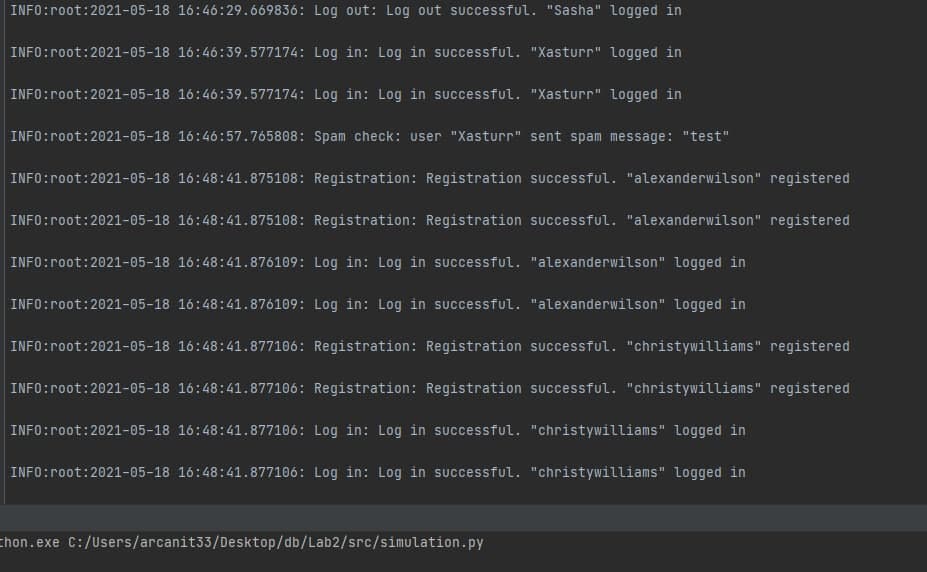 INFO:root:2021-05-18 16:46:29.669836: Log out: Log out successful. "Sasha" logged in
INFO:root:2021-05-18 16:46:39.577174: Log in: Log in successful. "Xasturr" logged in
INFO:root:2021-05-18 16:46:39.577174: Log in: Log in successful. "Xasturr" logged in
INFO:root:2021-05-18 16:46:57.765808: Spam check: user "Xasturr" sent spam message: "test"
INFO:root:2021-05-18 16:48:41.875108: Registration: Registration successful. "alexanderwilson" registered
INFO:root:2021-05-18 16:48:41.875108: Registration: Registration successful. "alexanderwilson" registered
INFO:root:2021-05-18 16:48:41.876109: Log in: Log in successful. "alexanderwilson" logged in
INFO:root:2021-05-18 16:48:41.876109: Log in: Log in successful. "alexanderwilson" logged in
INFO:root:2021-05-18 16:48:41.877106: Registration: Registration successful. "christywilliams" registered
INFO:root:2021-05-18 16:48:41.877106: Registration: Registration successful. "christywilliams" registered
INFO:root:2021-05-18 16:48:41.877106: Log in: Log in successful. "christywilliams" logged in
INFO:root:2021-05-18 16:48:41.877106: Log in: Log in successful. "christywilliams" logged in
thon.exe C:/Users/arcanit33/Desktop/db/Lab2/src/simulation.py